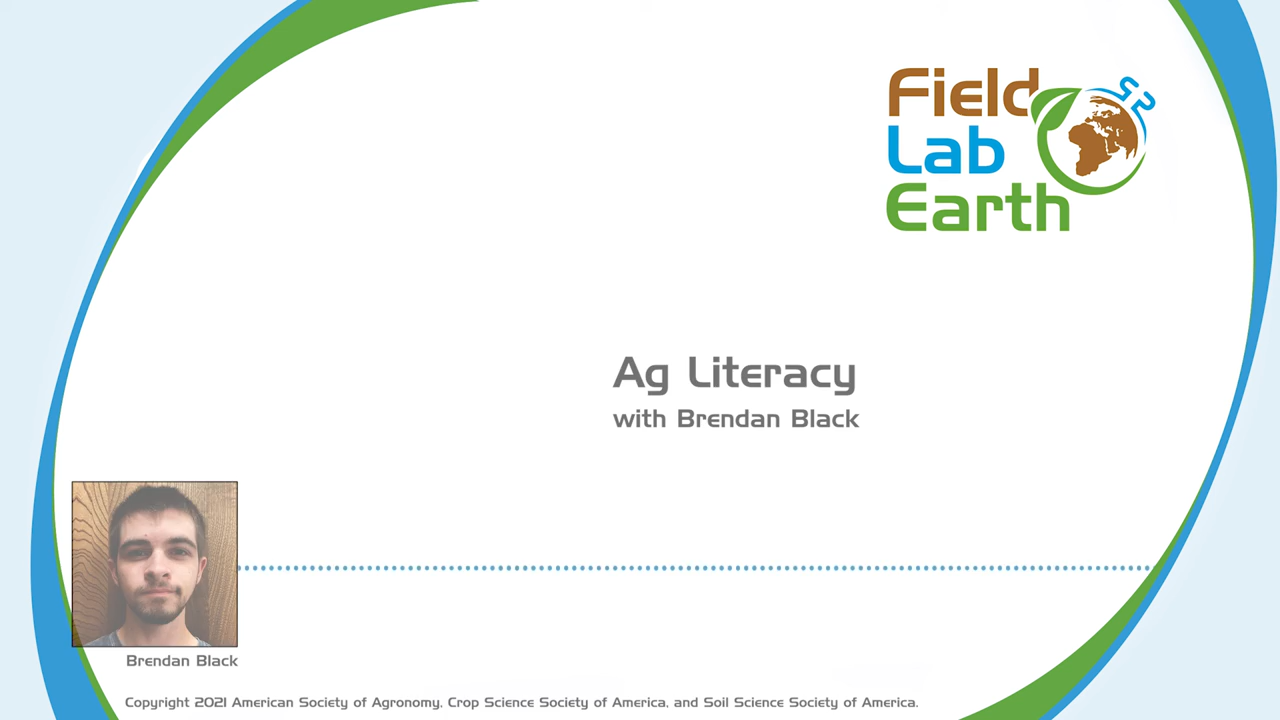 Field
Lab
Earth
Ag Literacy
with Brendan Black
Brendan Black
Copyright 2021 American Society of Agronomy, Crop Science Society of America, and Soil Science Society of America.